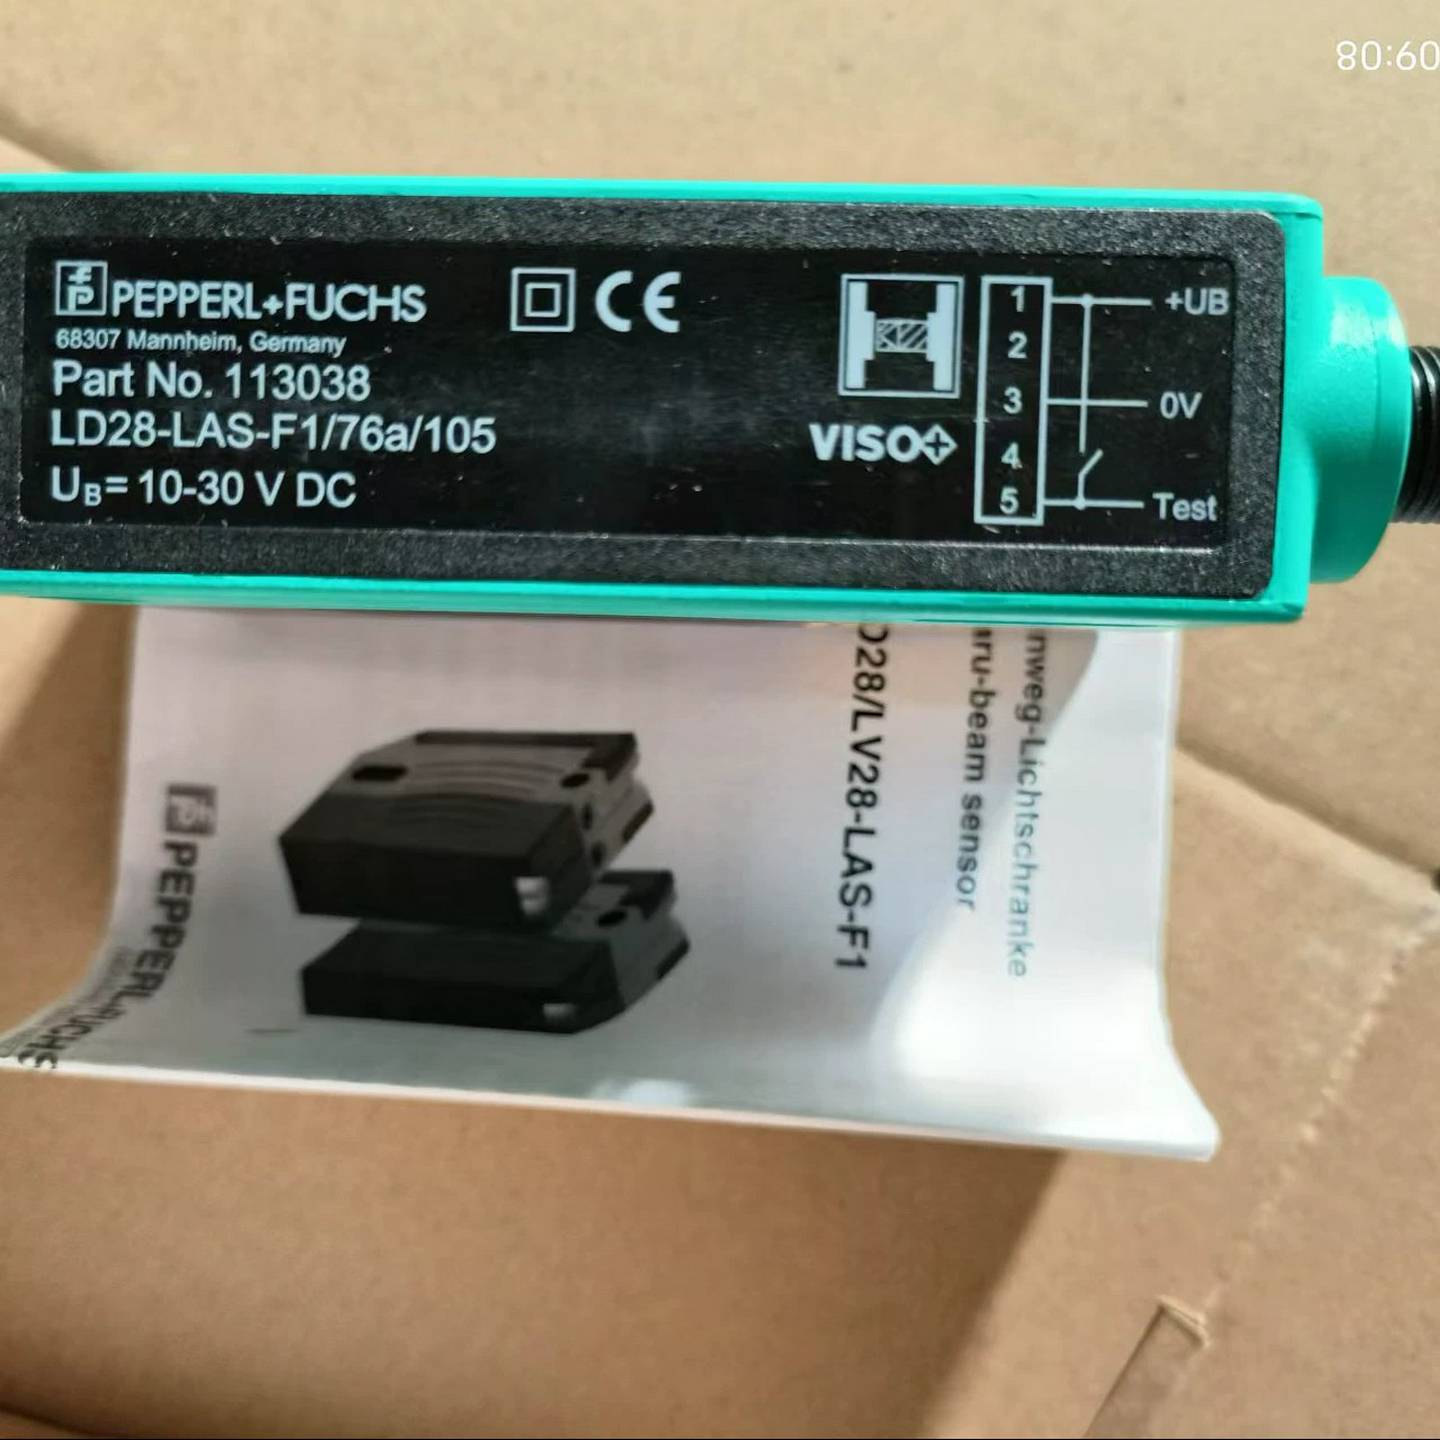 80:60
PEPPERL+FUCHS
68307 Mannheim, Germany
Part No. 113038
LD28-LAS-F1/76a/105
UB= 10-30 V DC
CE
VISO+
1 +UB
2
3 0V
4
5 Test
-Lichtschranke
-beam sensor
D28/LV28-LAS-F1
PEPPERL+FUCHS